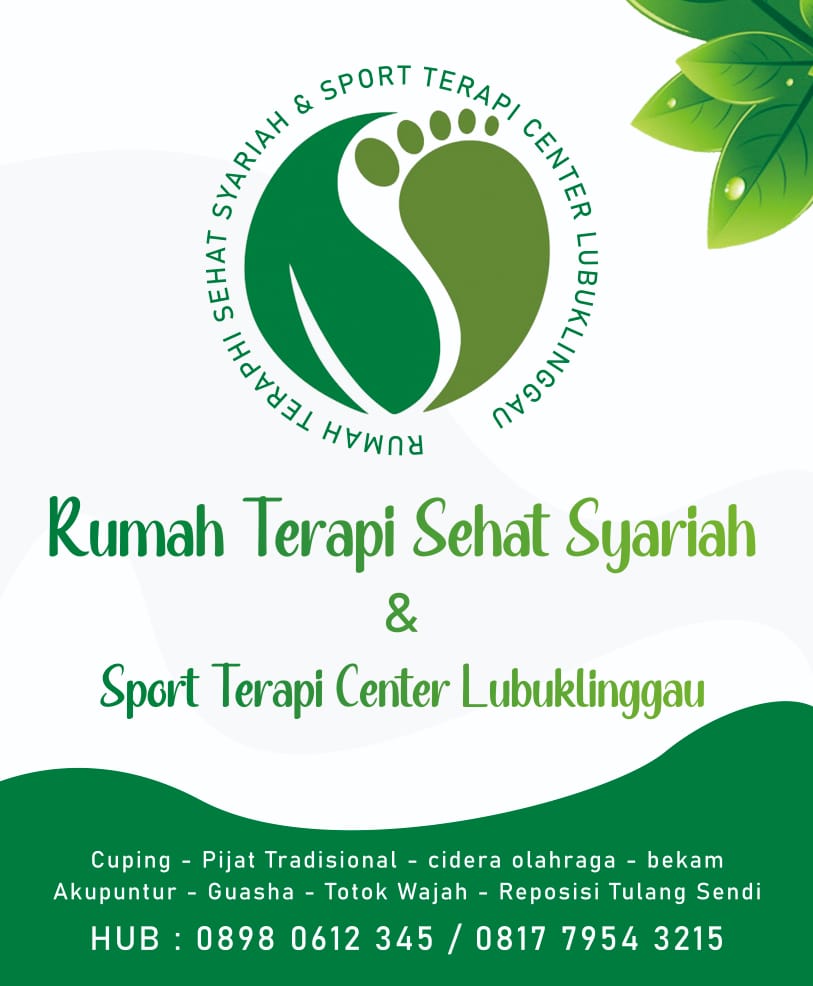 RUMAH TERAPHI SEHAT SYARIAH & SPORT TERAPI CENTER LUBUKLINGGAU
Rumah Terapi Sehat Syariah
&
Sport Terapi Center Lubuklinggau
Cuping - Pijat Tradisional - cidera olahraga - bekam
Akupuntur - Guasha - Totok Wajah - Reposisi Tulang Sendi
HUB : 0898 0612 345 / 0817 7954 3215